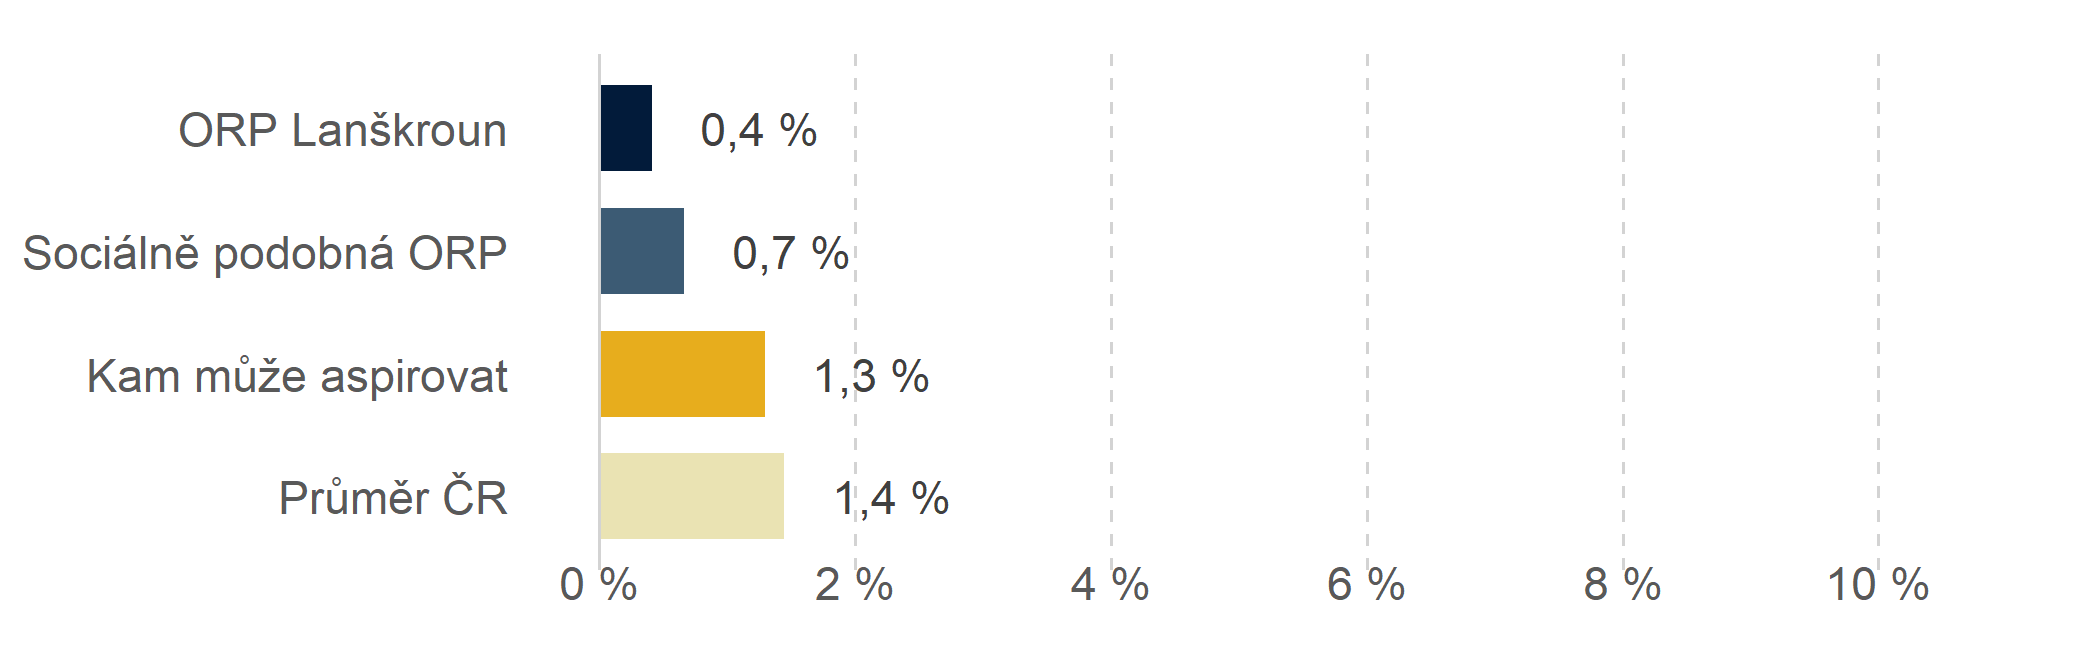 ORP Lanškroun 0,4 %
Sociálně podobná ORP 0,7 %
Kam může aspirovat 1,3 %
Průměr ČR 1,4 %
0 % 2 % 4 % 6 % 8 % 10 %